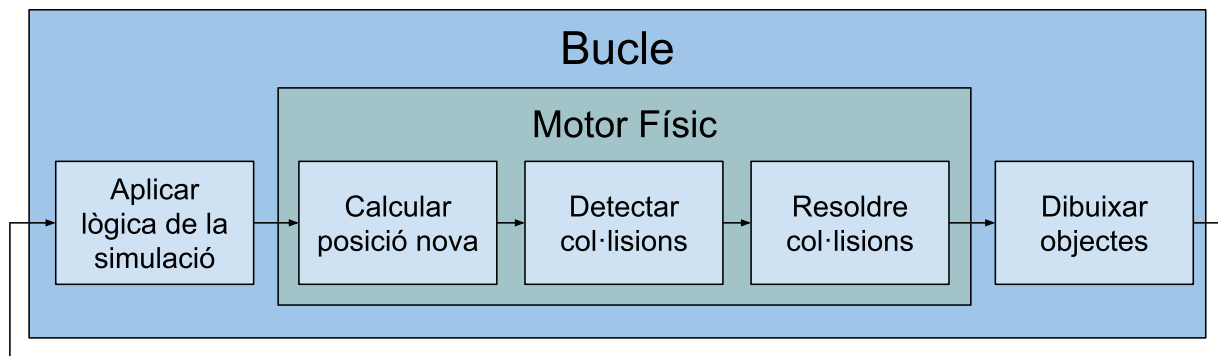 Bucle
Motor Físic
Aplicar
lògica de la
simulació
Calcular
posició nova
Detectar
col·lisions
Resoldre
col·lisions
Dibuixar
objectes